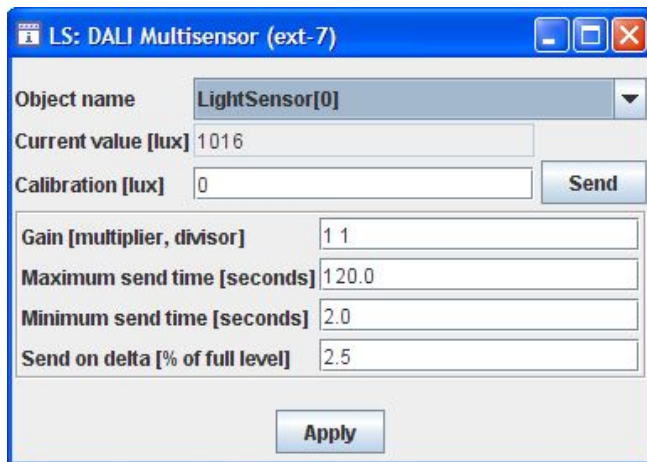 LS: DALI Multisensor (ext-7)
Object name LightSensor[0]
Current value [lux] 1016
Calibration [lux] 0 Send
Gain [multiplier, divisor] 1 1
Maximum send time [seconds] 120.0
Minimum send time [seconds] 2.0
Send on delta [% of full level] 2.5
Apply